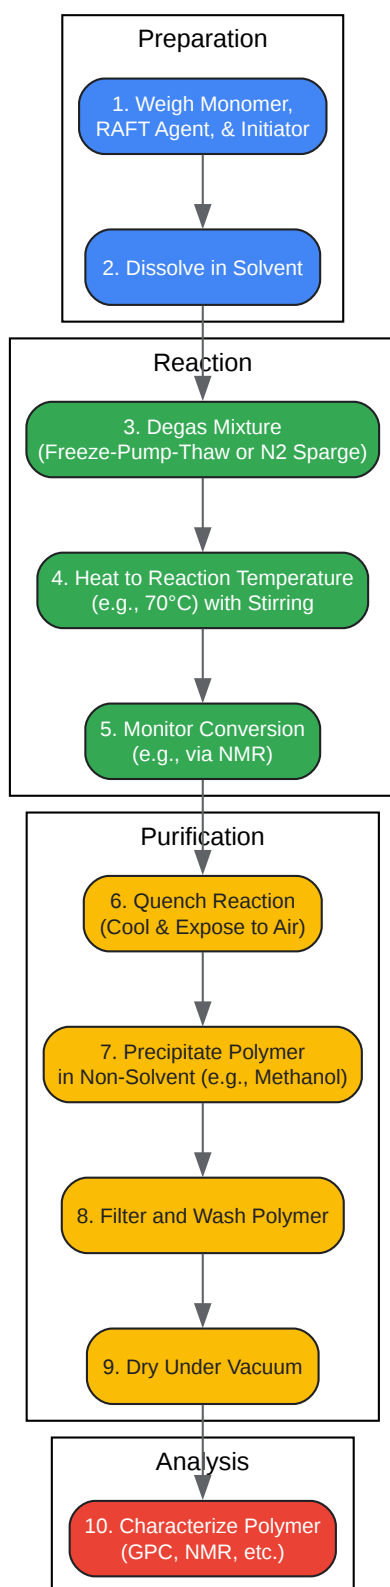 Preparation
1. Weigh Monomer,
RAFT Agent, & Initiator
2. Dissolve in Solvent
Reaction
3. Degas Mixture
(Freeze-Pump-Thaw or N2 Sparge)
4. Heat to Reaction Temperature
(e.g., 70°C) with Stirring
5. Monitor Conversion
(e.g., via NMR)
Purification
6. Quench Reaction
(Cool & Expose to Air)
7. Precipitate Polymer
in Non-Solvent (e.g., Methanol)
8. Filter and Wash Polymer
9. Dry Under Vacuum
Analysis
10. Characterize Polymer
(GPC, NMR, etc.)